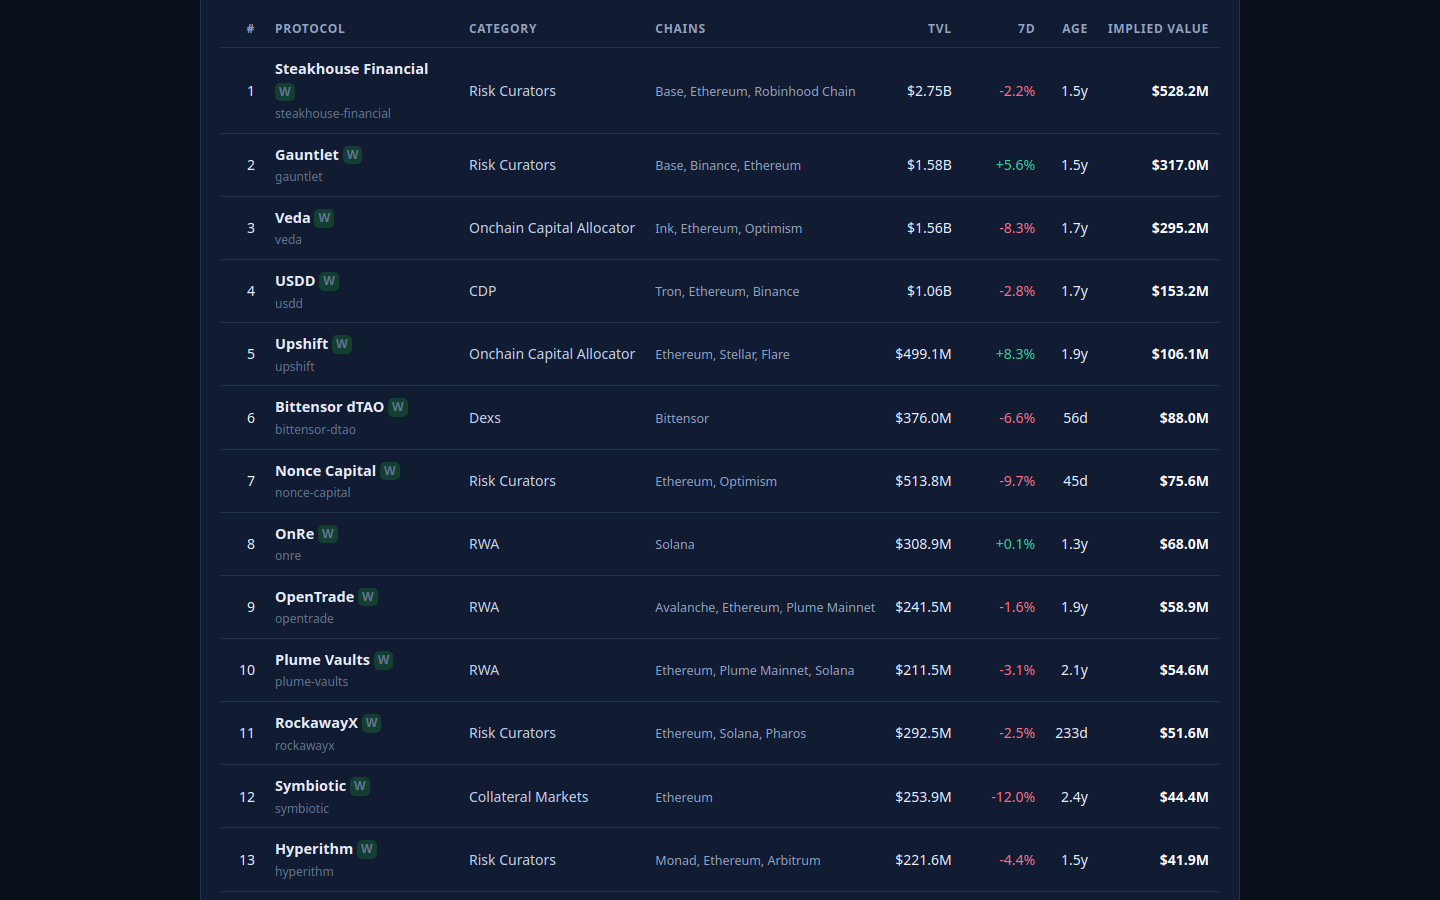 # PROTOCOL CATEGORY CHAINS TVL 7D AGE IMPLIED VALUE
1 Steakhouse Financial W Risk Curators Base, Ethereum, Robinhood Chain $2.75B -2.2% 1.5y $528.2M
steakhouse-financial
2 Gauntlet W Risk Curators Base, Binance, Ethereum $1.58B +5.6% 1.5y $317.0M
gauntlet
3 Veda W Onchain Capital Allocator Ink, Ethereum, Optimism $1.56B -8.3% 1.7y $295.2M
veda
4 USDD W CDP Tron, Ethereum, Binance $1.06B -2.8% 1.7y $153.2M
usdd
5 Upshift W Onchain Capital Allocator Ethereum, Stellar, Flare $499.1M +8.3% 1.9y $106.1M
upshift
6 Bittensor dTAO W Dexs Bittensor $376.0M -6.6% 56d $88.0M
bittensor-dtao
7 Nonce Capital W Risk Curators Ethereum, Optimism $513.8M -9.7% 45d $75.6M
nonce-capital
8 OnRe W RWA Solana $308.9M +0.1% 1.3y $68.0M
onre
9 OpenTrade W RWA Avalanche, Ethereum, Plume Mainnet $241.5M -1.6% 1.9y $58.9M
opentrade
10 Plume Vaults W RWA Ethereum, Plume Mainnet, Solana $211.5M -3.1% 2.1y $54.6M
plume-vaults
11 RockawayX W Risk Curators Ethereum, Solana, Pharos $292.5M -2.5% 233d $51.6M
rockawayx
12 Symbiotic W Collateral Markets Ethereum $253.9M -12.0% 2.4y $44.4M
symbiotic
13 Hyperithm W Risk Curators Monad, Ethereum, Arbitrum $221.6M -4.4% 1.5y $41.9M
hyperithm